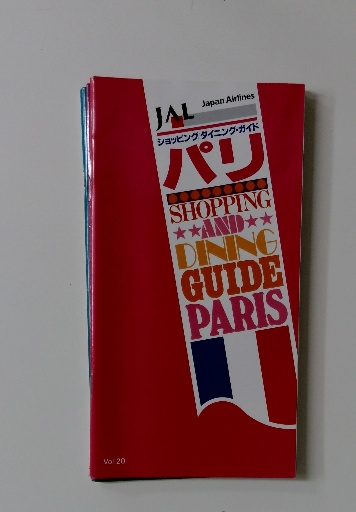 JAL Japan Airlines
ショッピングダイニング・ガイド
パリ
SHOPPING
★★AND★★
DINING
GUIDE
PARIS
Vol.20